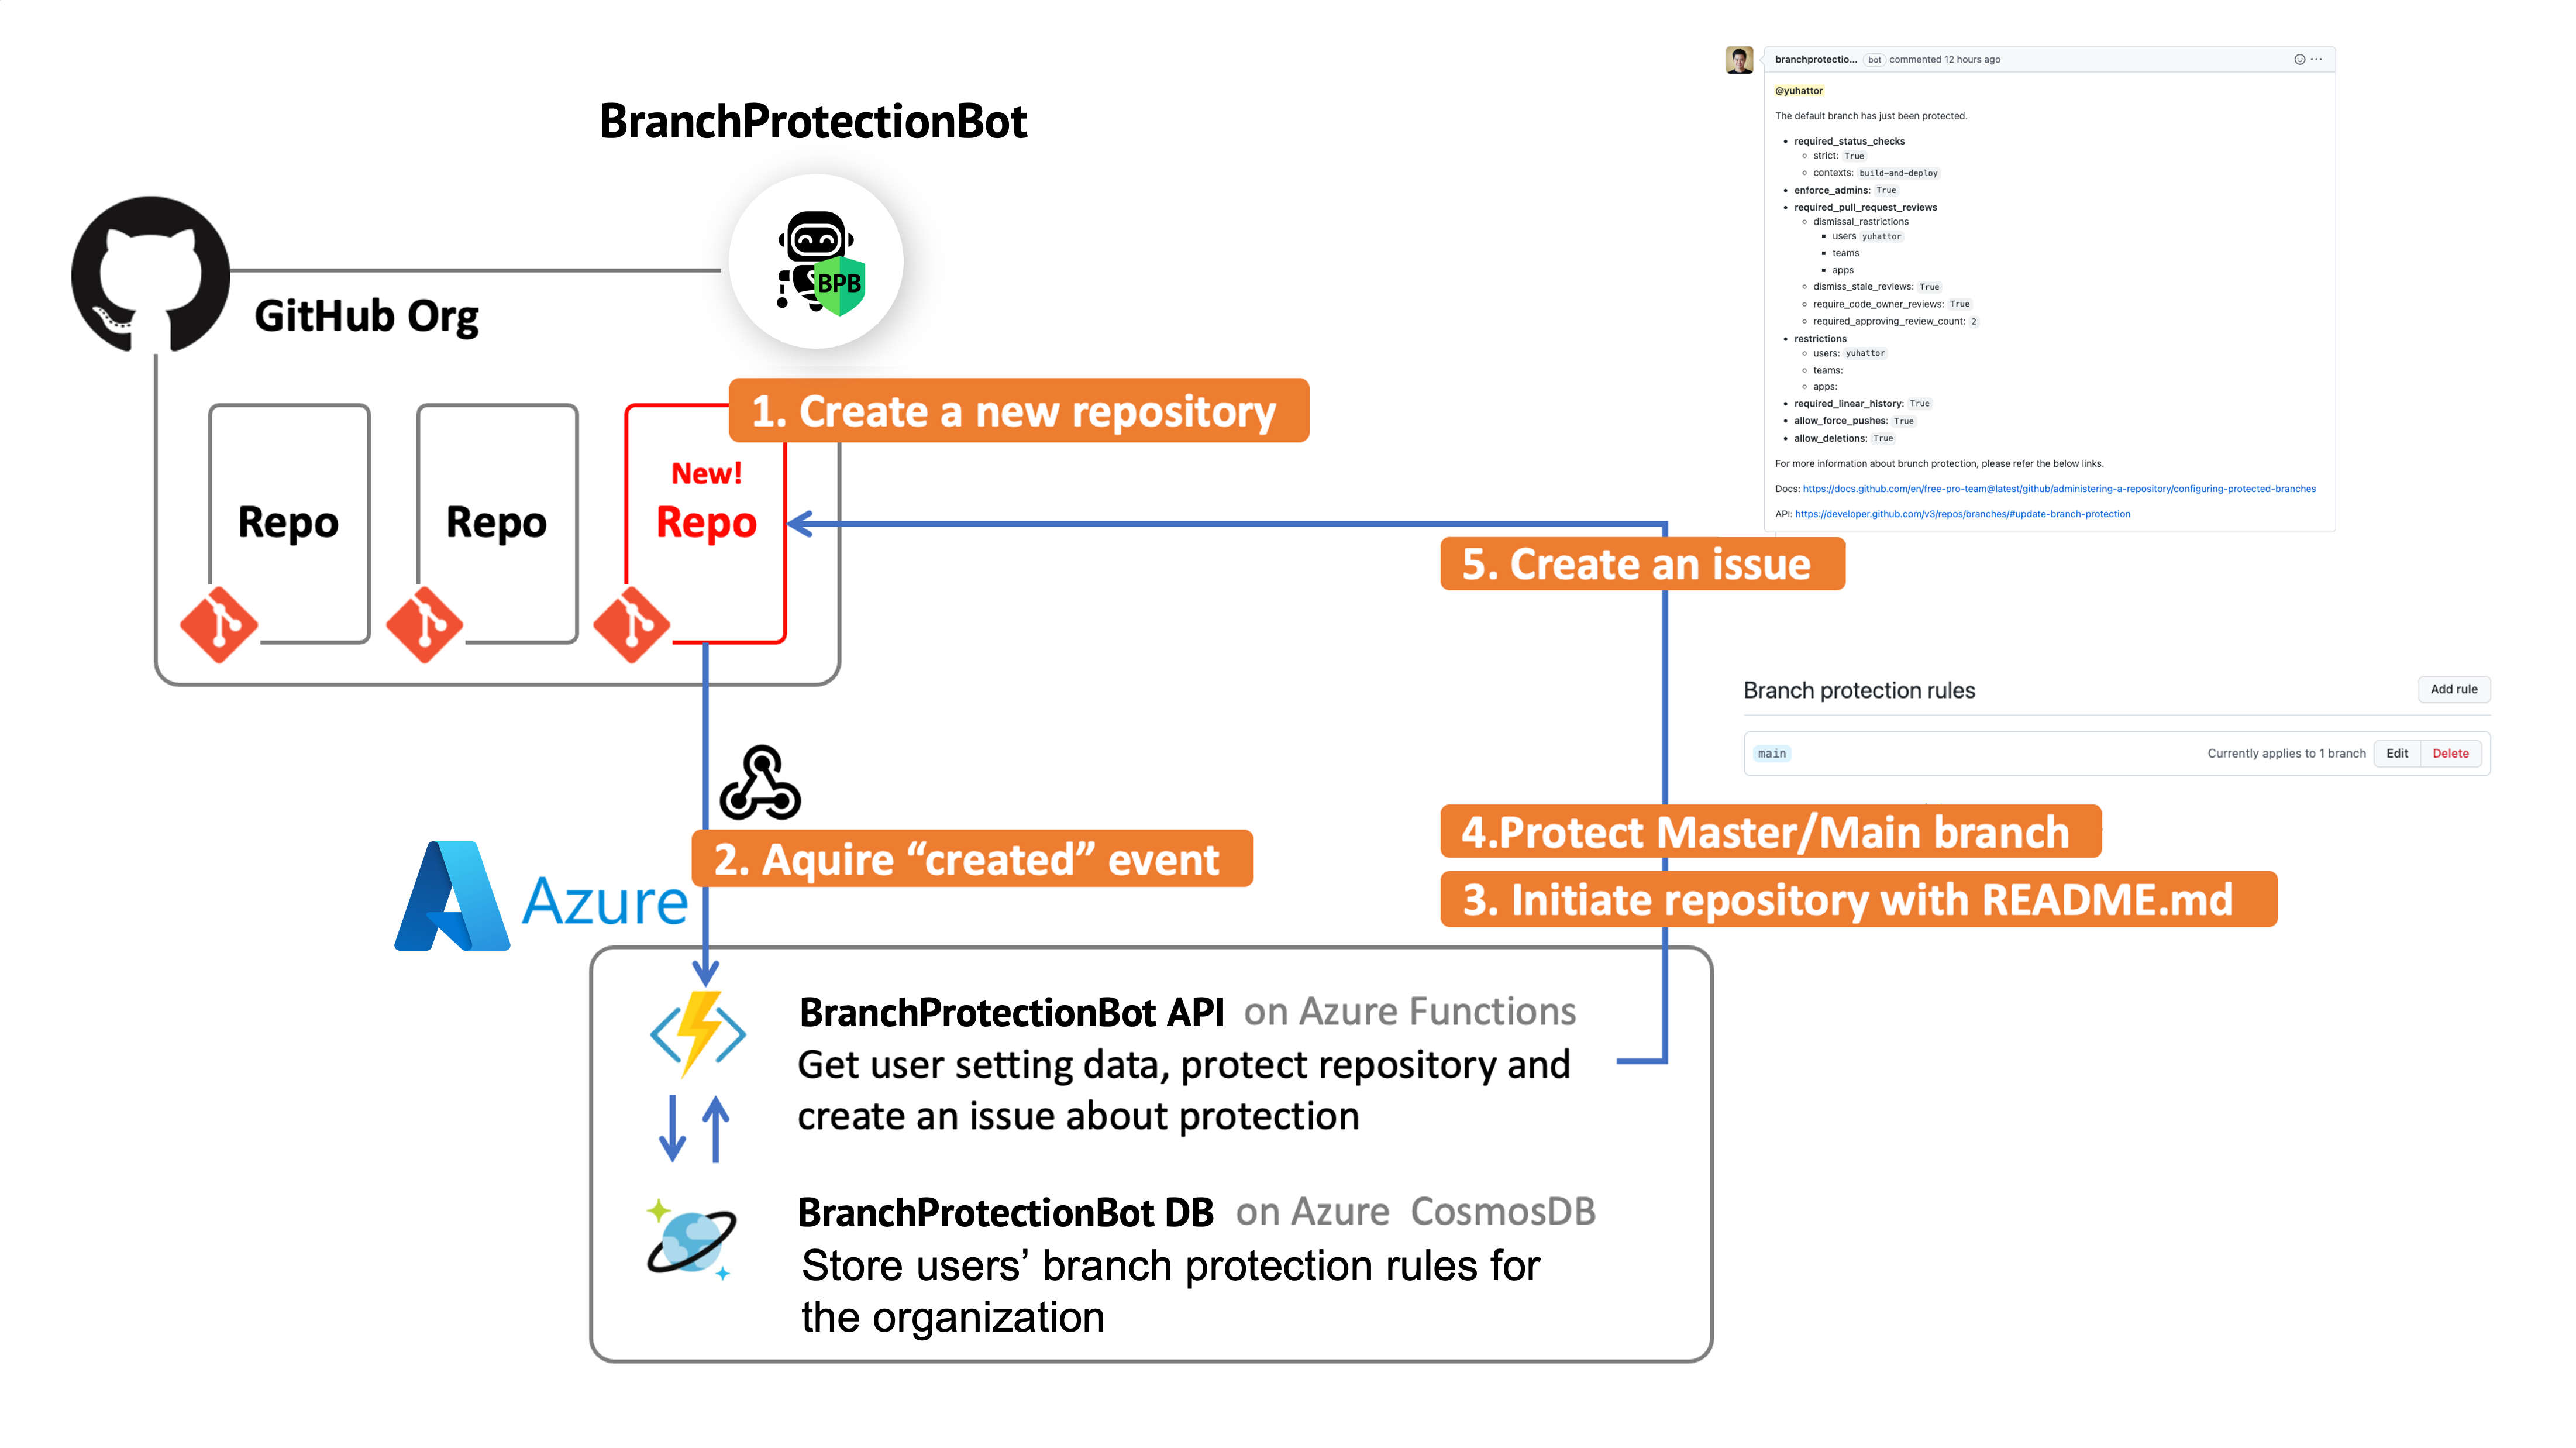 BranchProtectionBot
BPB
GitHub Org
1. Create a new repository
Repo
Repo
New!
Repo
2. Aquire “created” event
Azure
branchprotectio... bot commented 12 hours ago
@yuhattor
The default branch has just been protected.
required_status_checks
strict: True
contexts: build-and-deploy
enforce_admins: True
required_pull_request_reviews
dismissal_restrictions
users yuhattor
teams
apps
dismiss_stale_reviews: True
require_code_owner_reviews: True
required_approving_review_count: 2
restrictions
users: yuhattor
teams:
apps:
required_linear_history: True
allow_force_pushes: True
allow_deletions: True
For more information about brunch protection, please refer the below links.
Docs: https://docs.github.com/en/free-pro-team@latest/github/administering-a-repository/configuring-protected-branches
API: https://developer.github.com/v3/repos/branches/#update-branch-protection
5. Create an issue
Branch protection rules Add rule
main Currently applies to 1 branch Edit Delete
4.Protect Master/Main branch
3. Initiate repository with README.md
BranchProtectionBot API on Azure Functions
Get user setting data, protect repository and
create an issue about protection
BranchProtectionBot DB on Azure CosmosDB
Store users’ branch protection rules for
the organization